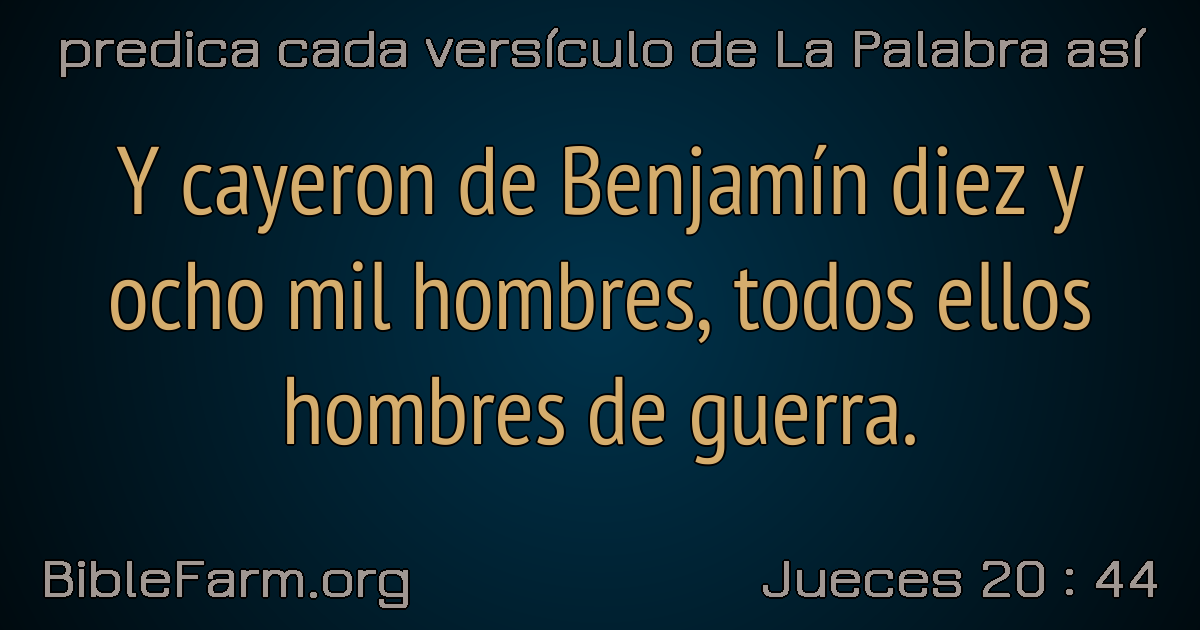 predica cada versículo de La Palabra así
Y cayeron de Benjamín diez y
ocho mil hombres, todos ellos
hombres de guerra.
BibleFarm.org
Jueces 20 : 44